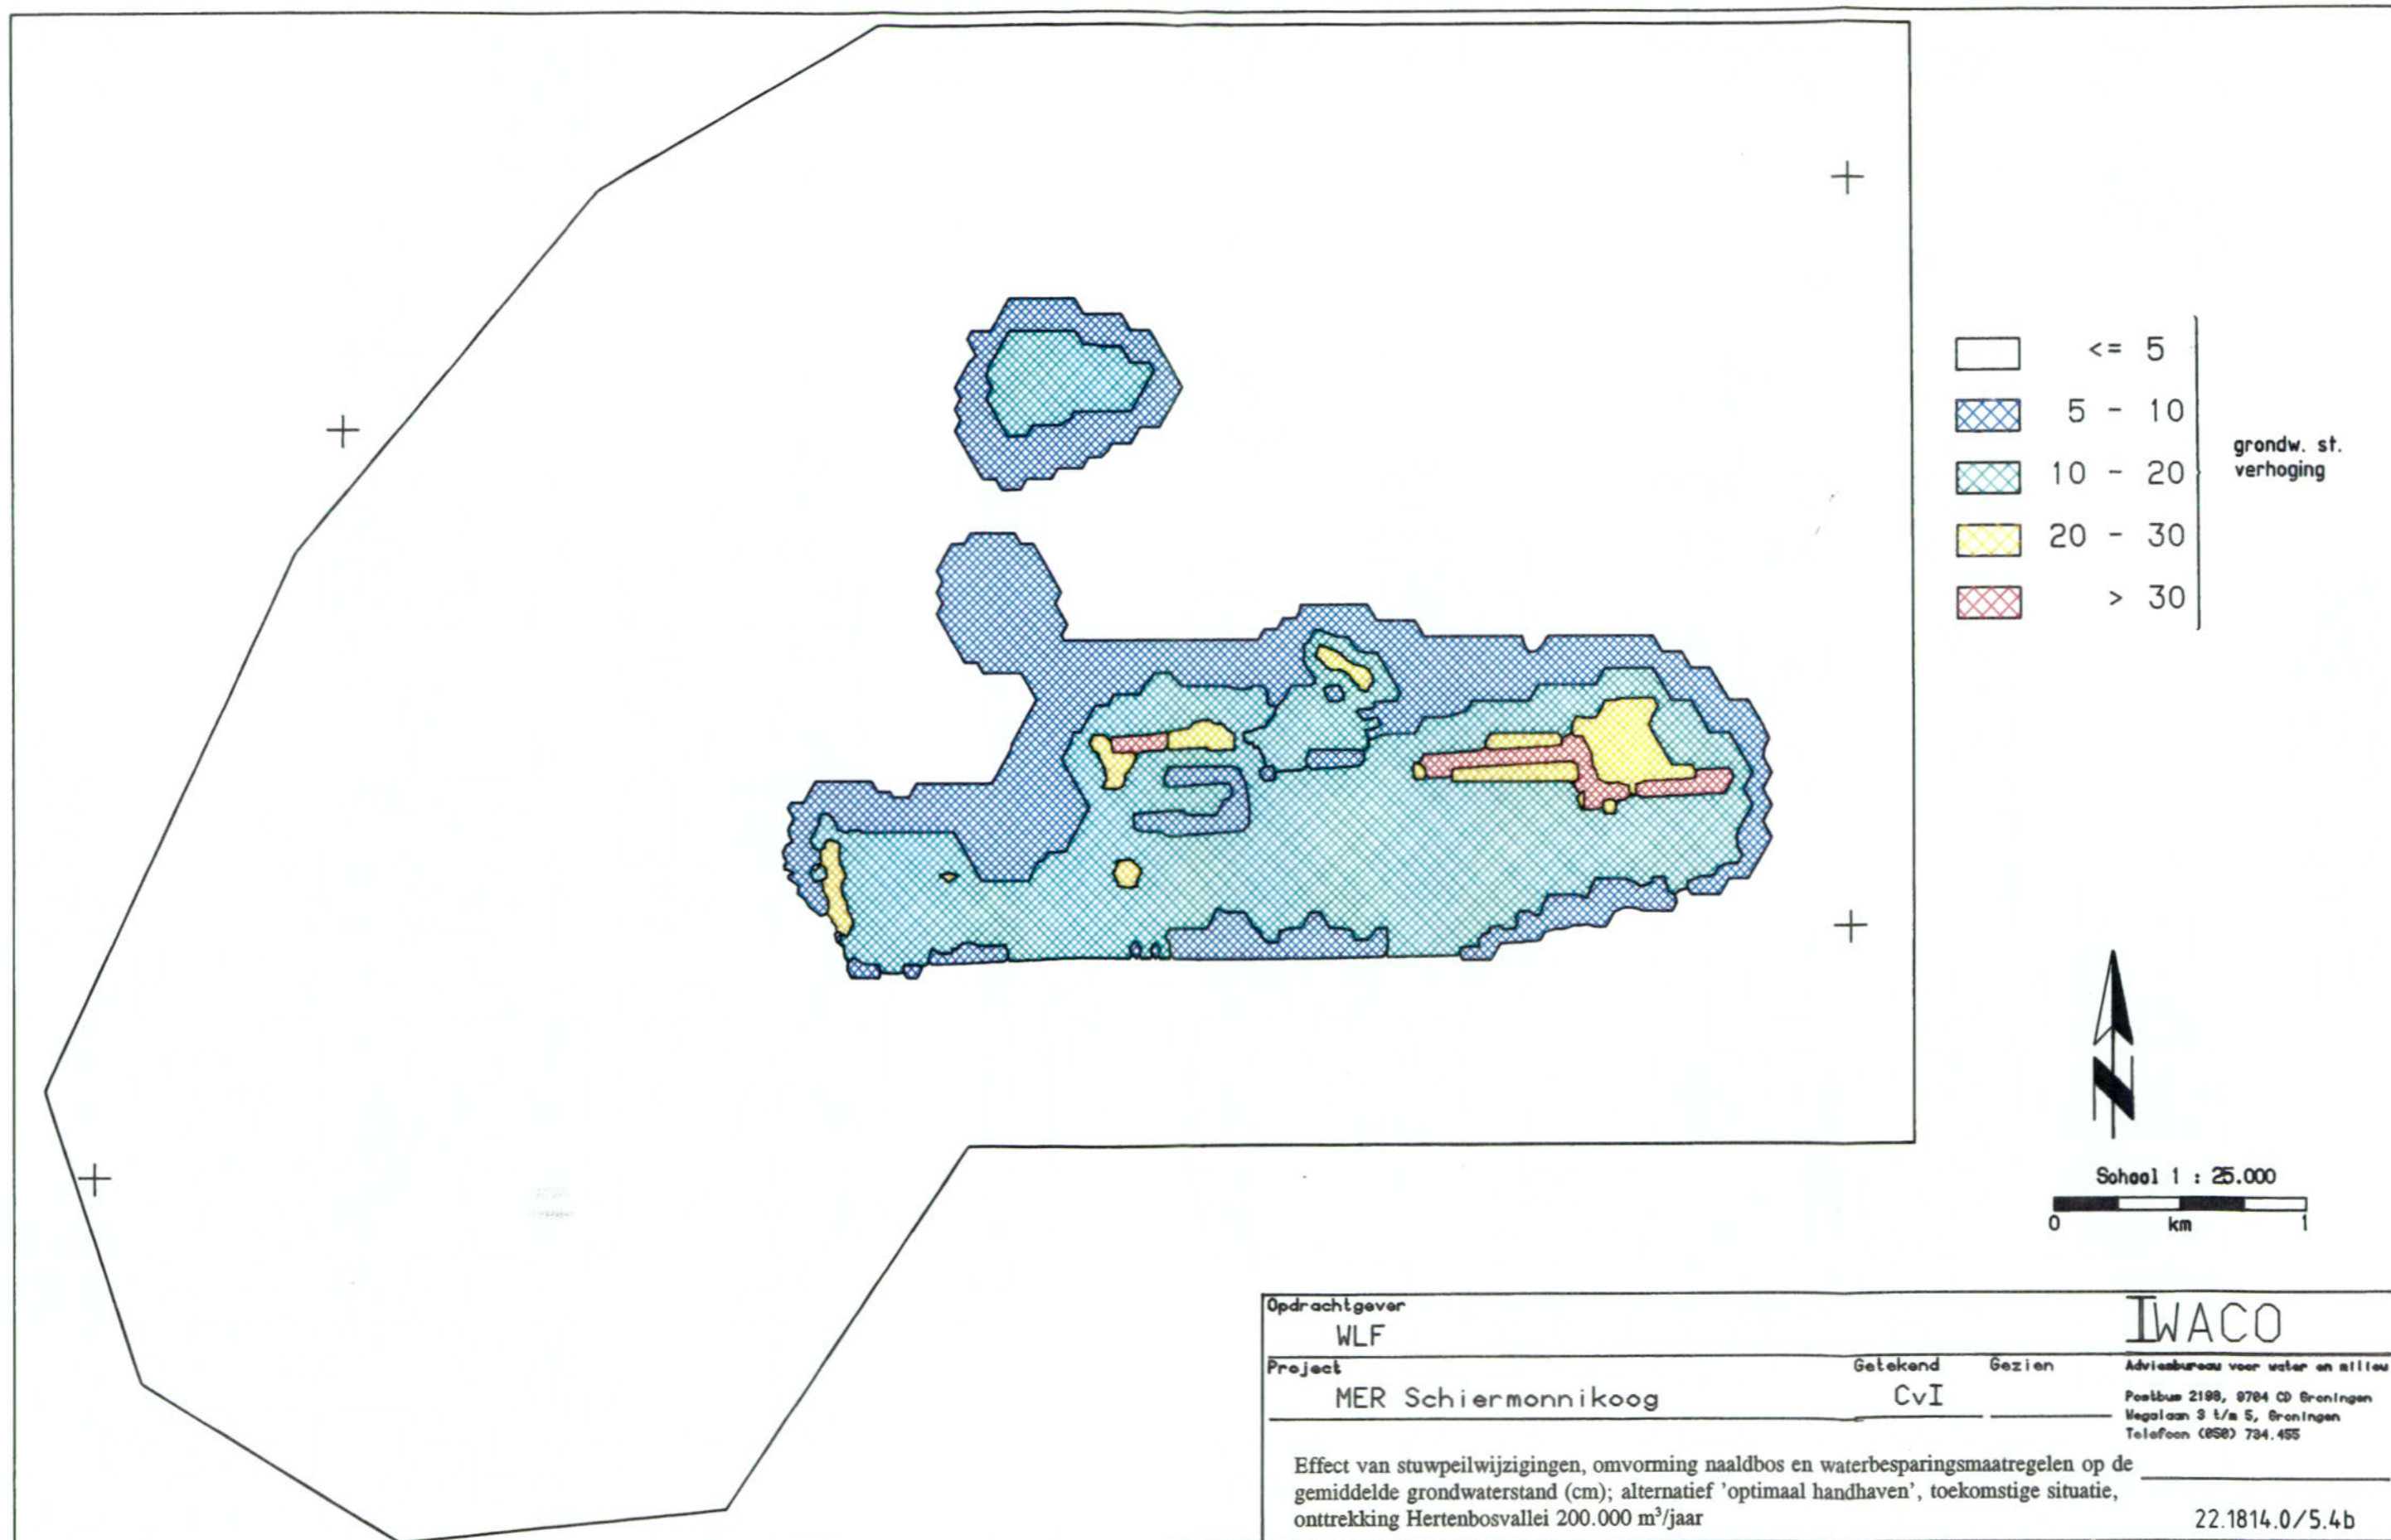 <= 5
5 - 10
10 - 20
20 - 30
> 30
grondw. st.
verhoging
N
Schaal 1 : 25.000
0 km 1
Opdrachtgever
WLF
IWACO
Project
Getekend Gezien
MER Schiermonnikoog
CvI
Adviesbureau voor water en milieu
Postbus 2198, 9704 CD Groningen
Wegalaan 3 t/m 5, Groningen
Telefoon (050) 734.455
Effect van stuwpeilwijzigingen, omvorming naaldbos en waterbesparingsmaatregelen op de
gemiddelde grondwaterstand (cm); alternatief 'optimaal handhaven', toekomstige situatie,
onttrekking Hertenbosvallei 200.000 m³/jaar
22.1814.0/5.4b